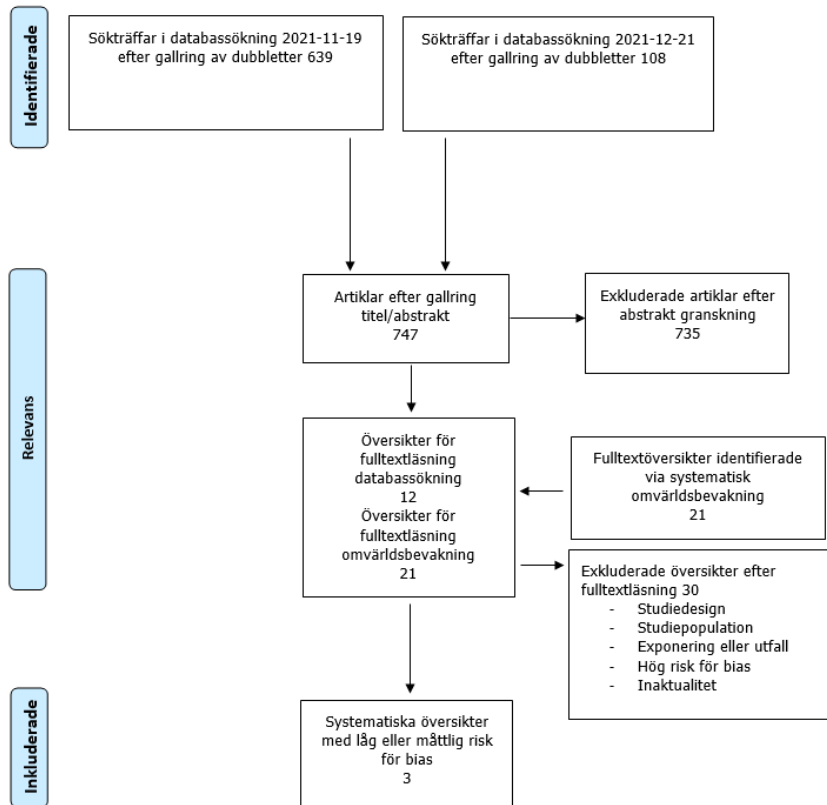 Identifierade
Sökträffar i databassökning 2021-11-19
efter gallring av dubbletter 639
Sökträffar i databassökning 2021-12-21
efter gallring av dubbletter 108
Relevans
Artiklar efter gallring
titel/abstrakt
747
Exkluderade artiklar efter
abstrakt granskning
735
Översikter för
fulltextläsning
databassökning
12
Översikter för
fulltextläsning
omvärldsbevakning
21
Fulltextöversikter identifierade
via systematisk
omvärldsbevakning
21
Exkluderade översikter efter
fulltextläsning 30
- Studiedesign
- Studiepopulation
- Exponering eller utfall
- Hög risk för bias
- Inaktualitet
Inkluderade
Systematiska översikter
med låg eller måttlig risk
för bias
3